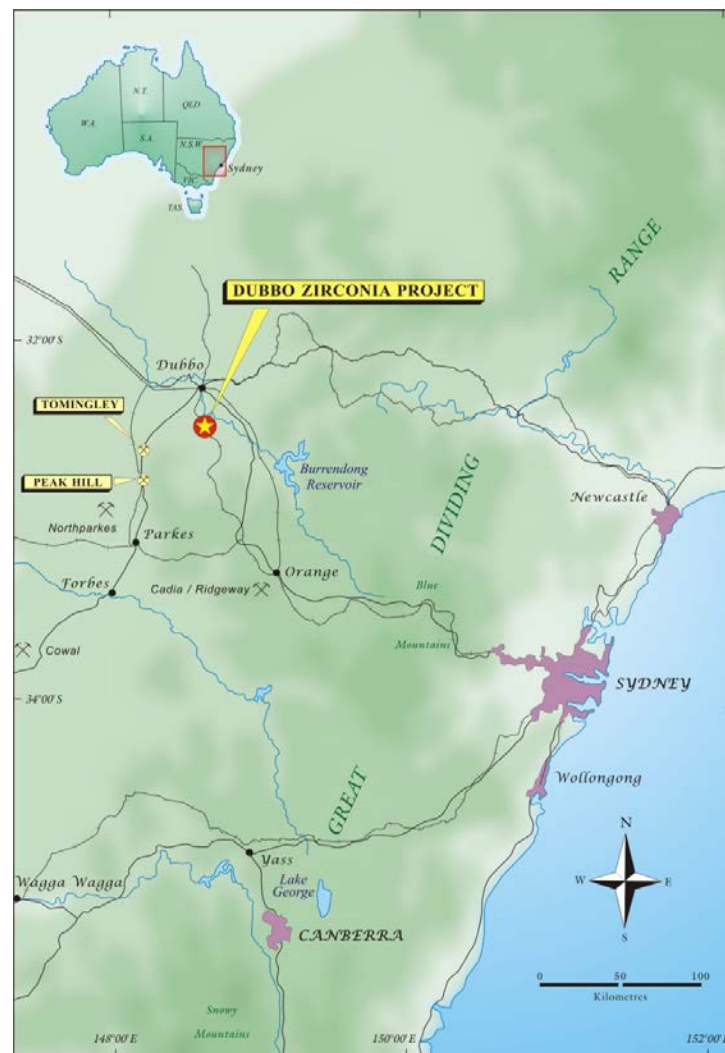 N.T.
QLD
W.A.
S.A.
N.S.W
Sydney
VIC.
TAS.
RANGE
DUBBO ZIRCONIA PROJECT
32°00'S
Dubbo
TOMINGLEY
Burrendong
Reservoir
DIVIDING
PEAK HILL
Newcastle
Northparkes
Parkes
Orange
Forbes
Cadia / Ridgeway
Blue
Mountains
Cowal
SYDNEY
34°00'S
Wollongong
GREAT
Yass
Wagga Wagga
Lake
George
CANBERRA
N
W
E
S
0
50
100
Kilometres
Snowy
Mountains
148°00'E
150°00'E
152°00'E